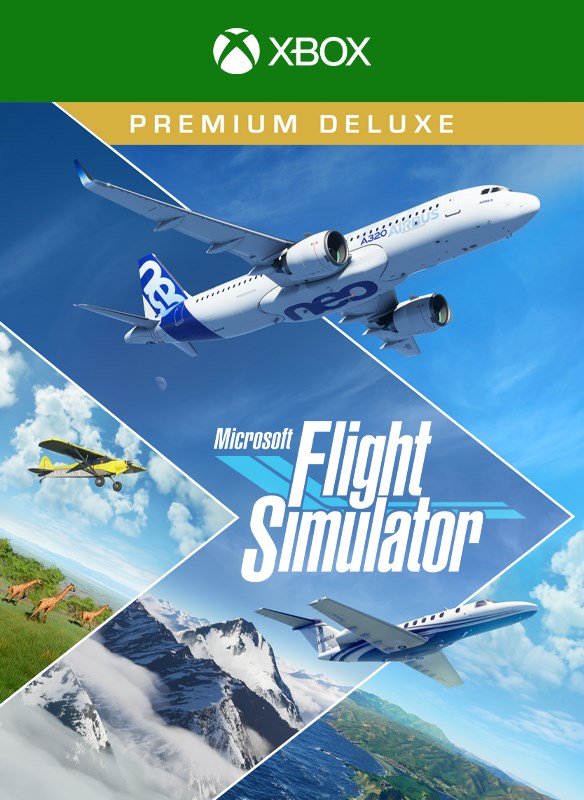 XBOX
PREMIUM DELUXE
A320 AIRBUS
neo
Microsoft
Flight
Simulator